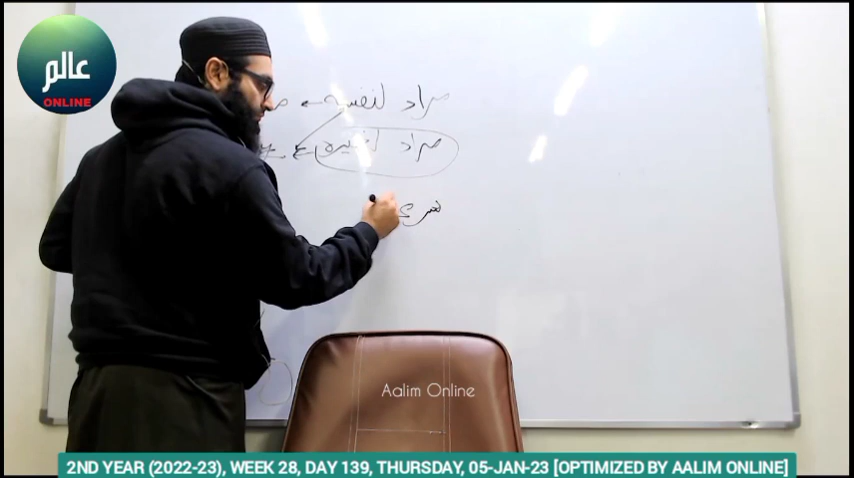 عالم
ONLINE
مراد لنفسه
مراد لغيره
Aalim Online
2ND YEAR (2022-23), WEEK 28, DAY 139, THURSDAY, 05-JAN-23 [OPTIMIZED BY AALIM ONLINE]